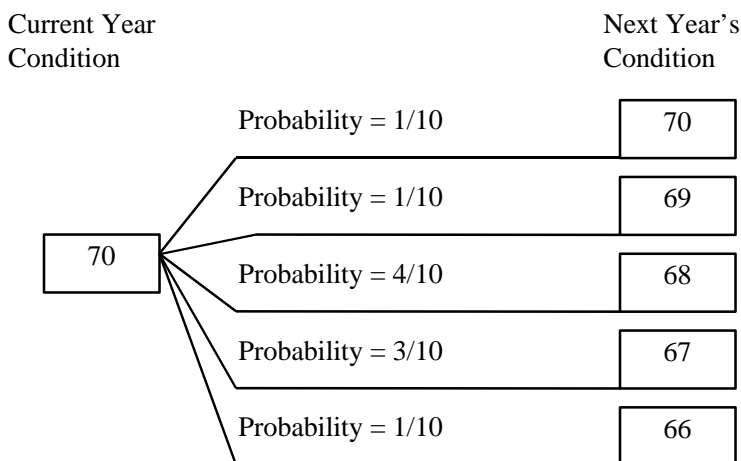 Current Year
Condition
Next Year’s
Condition
Probability = 1/10
70
Probability = 1/10
69
70
Probability = 4/10
68
Probability = 3/10
67
Probability = 1/10
66